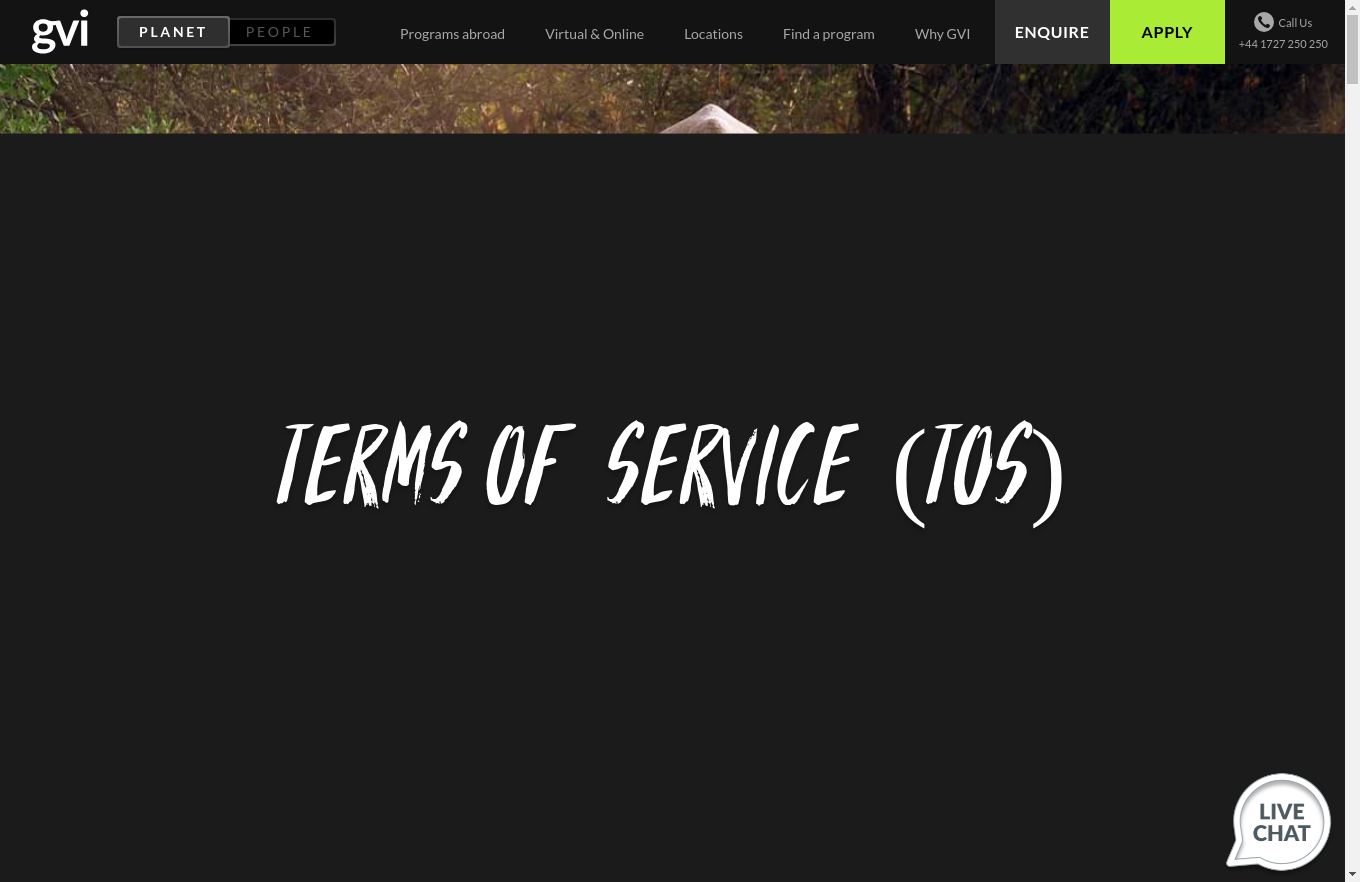 gvi
PLANET PEOPLE
Programs abroad Virtual & Online Locations Find a program Why GVI ENQUIRE APPLY
Call Us
+44 1727 250 250
TERMS OF SERVICE (TOS)
LIVE
CHAT